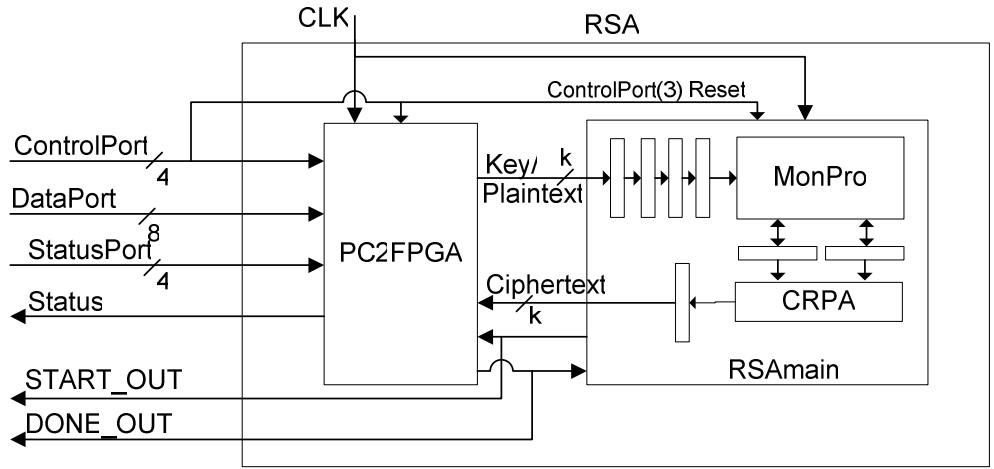 CLK
RSA
ControlPort(3) Reset
ControlPort
4
DataPort
8
StatusPort
4
Status
START_OUT
DONE_OUT
PC2FPGA
Key/
k
Plaintext
Ciphertext
k
MonPro
CRPA
RSAmain